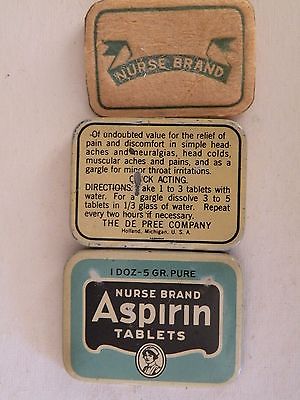 NURSE BRAND
Of undoubted value for the relief of
pain and discomfort in simple head-
aches and neuralgias, head colds,
muscular aches and pains, and as a
gargle for minor throat irritations.
QUICK ACTING.
DIRECTIONS: Take 1 to 3 tablets with
water. For a gargle dissolve 3 to 5
tablets in 1/3 glass of water. Repeat
every two hours if necessary.
THE DE PREE COMPANY
Holland, Michigan, U. S. A.
1 DOZ-5 GR. PURE
NURSE BRAND
Aspirin
TABLETS